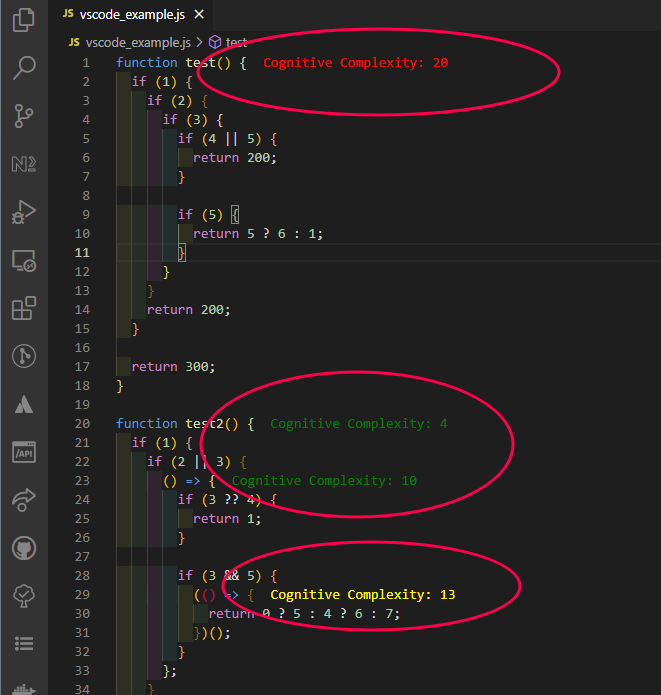 JS vscode_example.js ×
JS vscode_example.js > test
1 function test() { Cognitive Complexity: 20
2 if (1) {
3 if (2) {
4 if (3) {
5 if (4 || 5) {
6 return 200;
7 }
8
9 if (5) {
10 return 5 ? 6 : 1;
11 }
12 }
13 }
14 return 200;
15 }
16
17 return 300;
18 }
19
20 function test2() { Cognitive Complexity: 4
21 if (1) {
22 if (2 || 3) {
23 () => { Cognitive Complexity: 10
24 if (3 ?? 4) {
25 return 1;
26 }
27
28 if (3 && 5) {
29 (() => { Cognitive Complexity: 13
30 return 0 ? 5 : 4 ? 6 : 7;
31 })();
32 }
33 };
34 }
/API